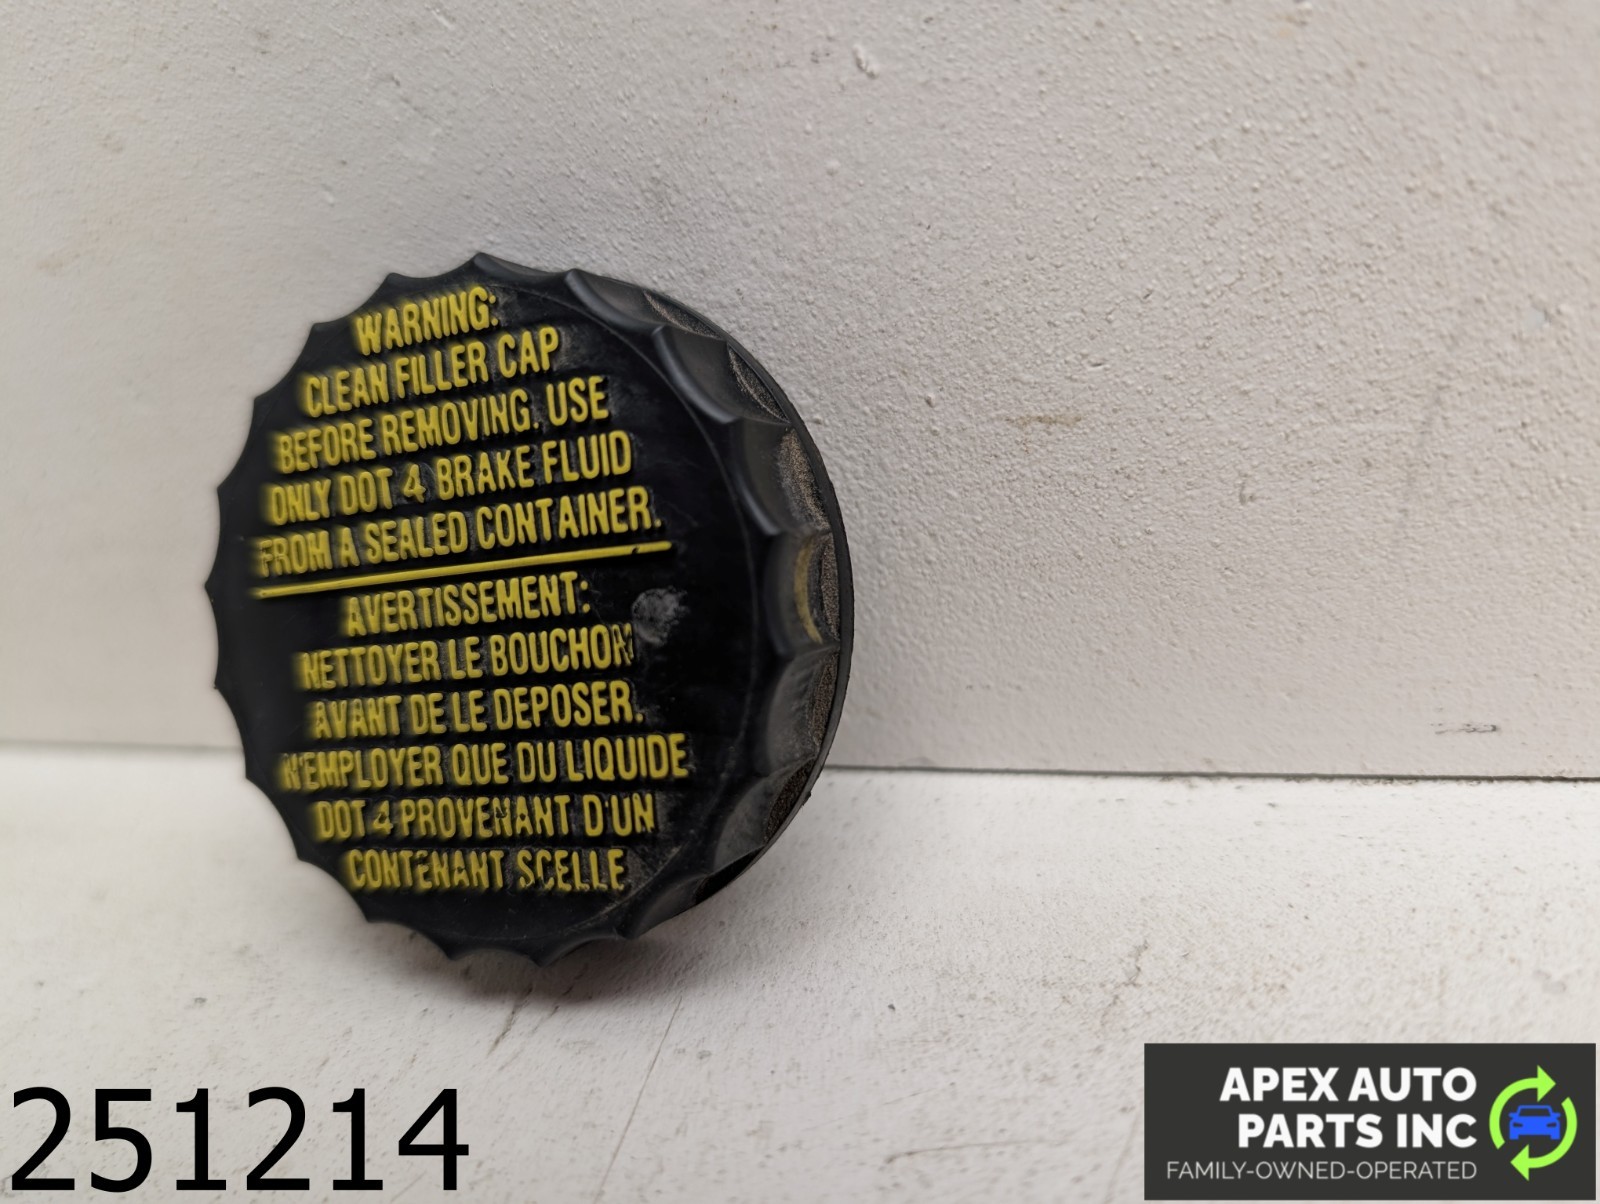 WARNING:
CLEAN FILLER CAP
BEFORE REMOVING. USE
ONLY DOT 4 BRAKE FLUID
FROM A SEALED CONTAINER.
AVERTISSEMENT:
NETTOYER LE BOUCHON
AVANT DE LE DEPOSER.
N'EMPLOYER QUE DU LIQUIDE
DOT 4 PROVENANT D'UN
CONTENANT SCELLE
251214
APEX AUTO
PARTS INC
FAMILY-OWNED-OPERATED